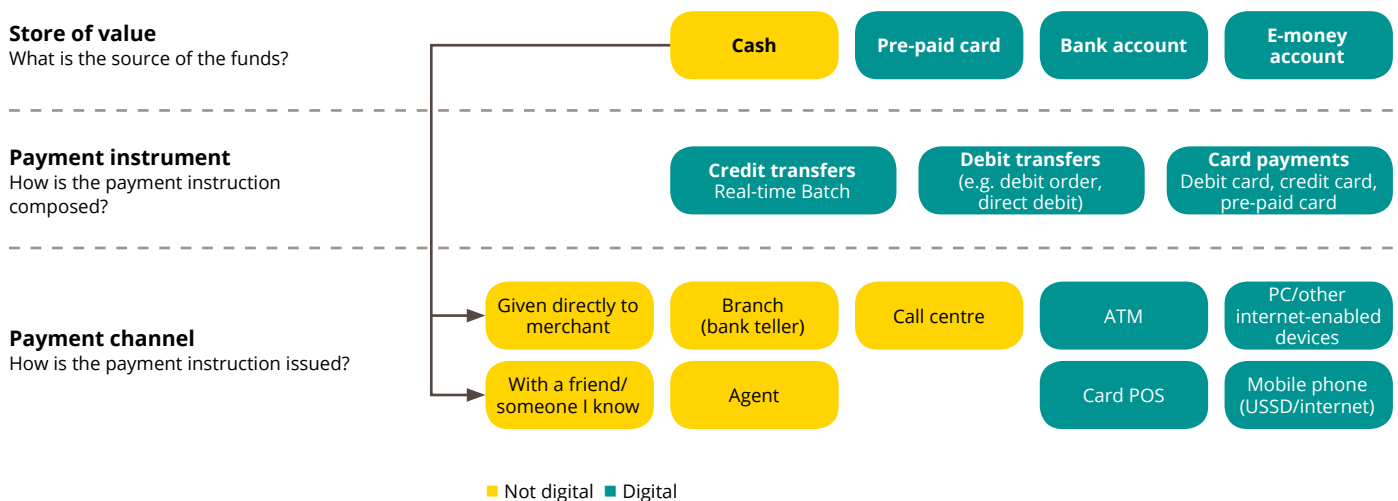 Store of value
What is the source of the funds?
Cash
Pre-paid card
Bank account
E-money
account
Payment instrument
How is the payment instruction
composed?
Credit transfers
Real-time Batch
Debit transfers
(e.g. debit order,
direct debit)
Card payments
Debit card, credit card,
pre-paid card
Payment channel
How is the payment instruction issued?
Given directly to
merchant
Branch
(bank teller)
Call centre
ATM
PC/other
internet-enabled
devices
With a friend/
someone I know
Agent
Card POS
Mobile phone
(USSD/internet)
Not digital
Digital